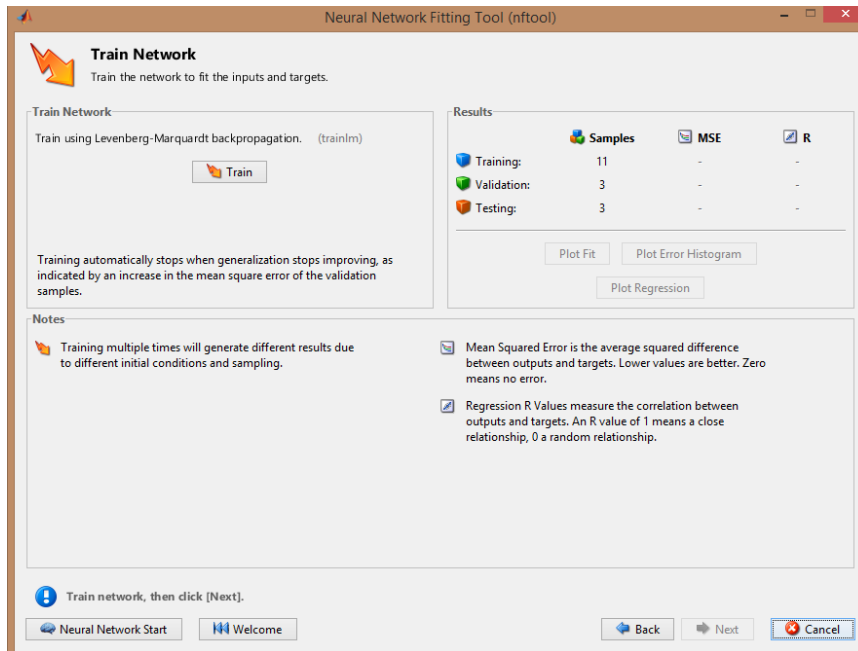 Neural Network Fitting Tool (nftool)
Train Network
Train the network to fit the inputs and targets.
Train Network
Train using Levenberg-Marquardt backpropagation. (trainlm)
Train
Training automatically stops when generalization stops improving, as
indicated by an increase in the mean square error of the validation
samples.
Results
Samples MSE R
Training: 11 - -
Validation: 3 - -
Testing: 3 - -
Plot Fit Plot Error Histogram
Plot Regression
Notes
Training multiple times will generate different results due
to different initial conditions and sampling.
Mean Squared Error is the average squared difference
between outputs and targets. Lower values are better. Zero
means no error.
Regression R Values measure the correlation between
outputs and targets. An R value of 1 means a close
relationship, 0 a random relationship.
Train network, then click [Next].
Neural Network Start Welcome Back Next Cancel